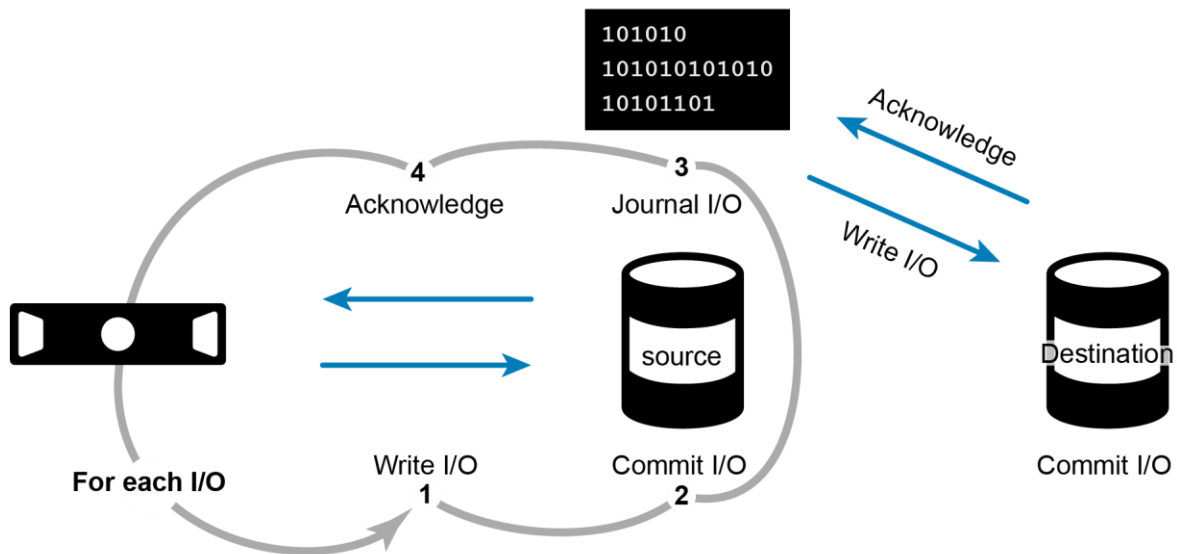 101010
101010101010
10101101
Acknowledge
4
3
Acknowledge
Journal I/O
Write I/O
source
Destination
For each I/O
Write I/O
Commit I/O
Commit I/O
1
2